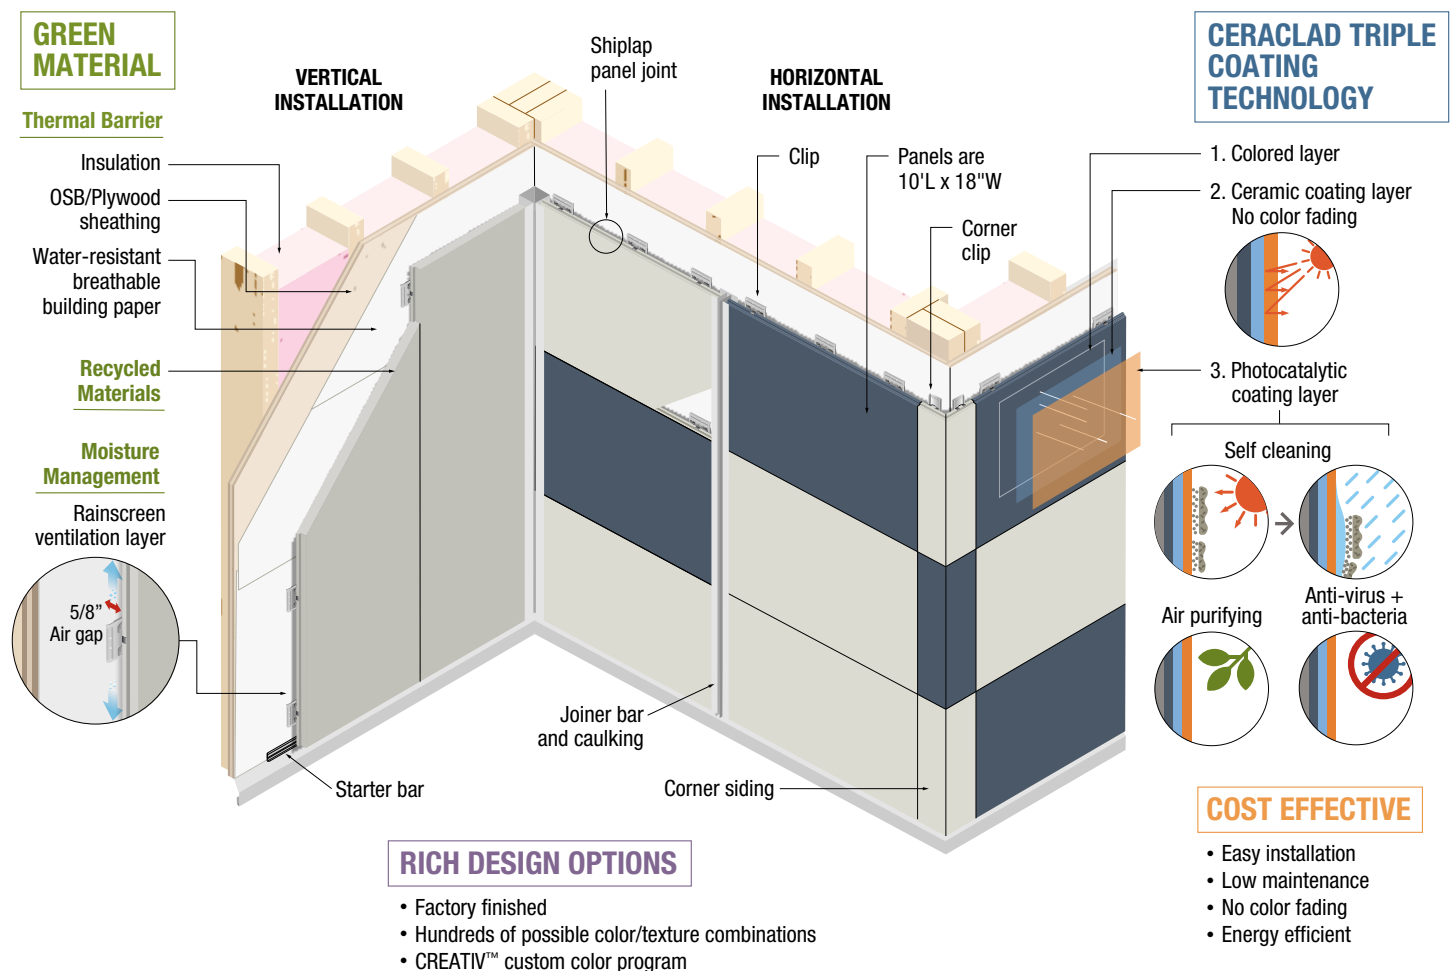 GREEN
MATERIAL
Thermal Barrier
Insulation
OSB/Plywood
sheathing
Water-resistant
breathable
building paper
Recycled
Materials
Moisture
Management
Rainscreen
ventilation layer
5/8”
Air gap
VERTICAL
INSTALLATION
Shiplap
panel joint
HORIZONTAL
INSTALLATION
Clip
Panels are
10'L x 18"W
Corner
clip
Joiner bar
and caulking
Starter bar
Corner siding
CERACLAD TRIPLE
COATING
TECHNOLOGY
1. Colored layer
2. Ceramic coating layer
No color fading
3. Photocatalytic
coating layer
Self cleaning
Air purifying
Anti-virus +
anti-bacteria
RICH DESIGN OPTIONS
• Factory finished
• Hundreds of possible color/texture combinations
• CREATIV™ custom color program
COST EFFECTIVE
• Easy installation
• Low maintenance
• No color fading
• Energy efficient